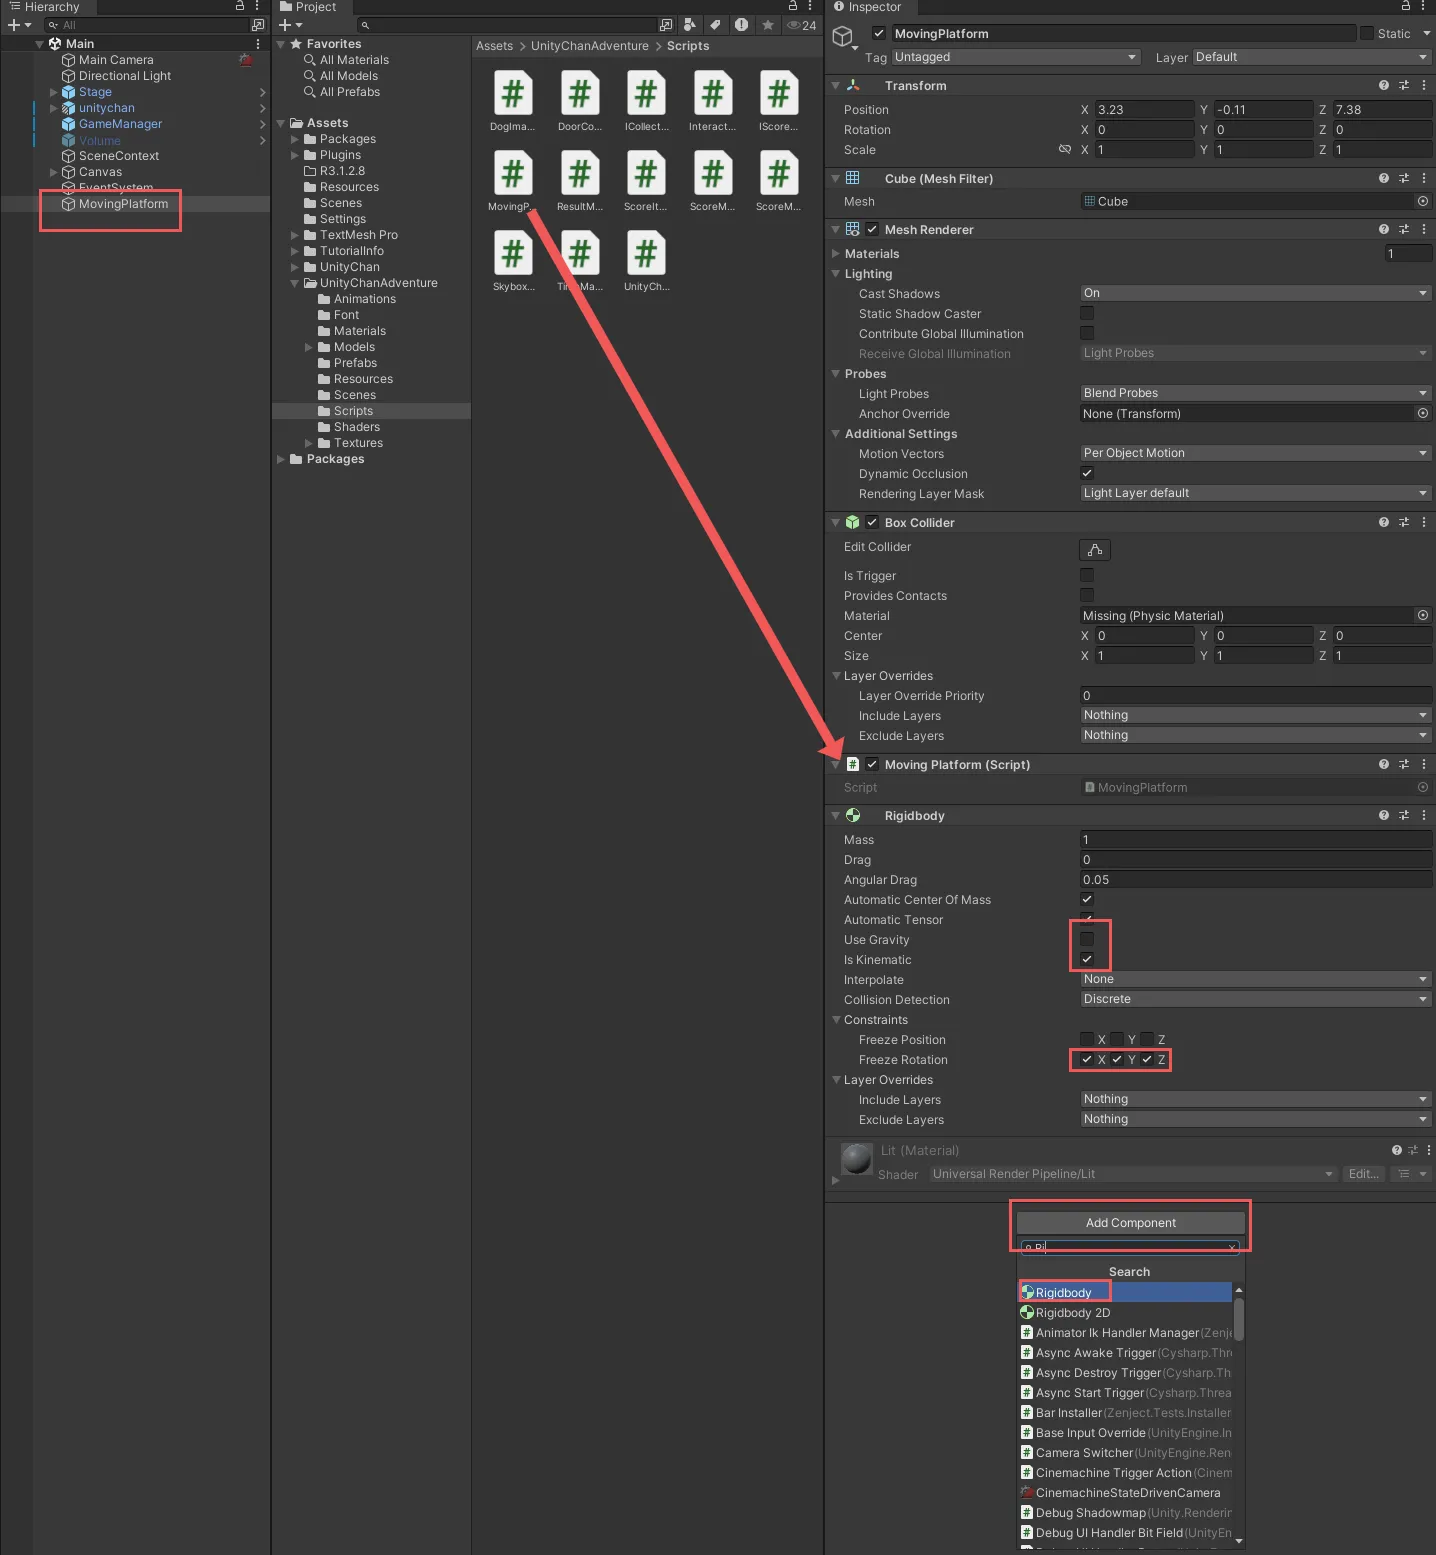 Hierarchy
All
Main
Main Camera
Directional Light
Stage
unitychan
GameManager
Volume
SceneContext
Canvas
EventSystem
MovingPlatform
Project
24
Favorites
All Materials
All Models
All Prefabs
Assets
Packages
Plugins
R3.1.2.8
Resources
Scenes
Settings
TextMesh Pro
TutorialInfo
UnityChan
UnityChanAdventure
Animations
Font
Materials
Models
Prefabs
Resources
Scenes
Scripts
Shaders
Textures
Packages
Assets > UnityChanAdventure > Scripts
DogIma... DoorCo... ICollect... Interact... IScore...
MovingP... ResultM... ScoreIt... ScoreM... ScoreM...
Skybox... TimeMa... UnityCh...
Inspector
MovingPlatform Static
Tag Untagged Layer Default
Transform
Position X 3.23 Y -0.11 Z 7.38
Rotation X 0 Y 0 Z 0
Scale X 1 Y 1 Z 1
Cube (Mesh Filter)
Mesh Cube
Mesh Renderer
Materials 1
Lighting
Cast Shadows On
Static Shadow Caster
Contribute Global Illumination
Receive Global Illumination Light Probes
Probes
Light Probes Blend Probes
Anchor Override None (Transform)
Additional Settings
Motion Vectors Per Object Motion
Dynamic Occlusion
Rendering Layer Mask Light Layer default
Box Collider
Edit Collider
Is Trigger
Provides Contacts
Material Missing (Physic Material)
Center X 0 Y 0 Z 0
Size X 1 Y 1 Z 1
Layer Overrides
Layer Override Priority 0
Include Layers Nothing
Exclude Layers Nothing
# Moving Platform (Script)
Script MovingPlatform
Rigidbody
Mass 1
Drag 0
Angular Drag 0.05
Automatic Center Of Mass
Automatic Tensor
Use Gravity
Is Kinematic
Interpolate None
Collision Detection Discrete
Constraints
Freeze Position X Y Z
Freeze Rotation X Y Z
Layer Overrides
Include Layers Nothing
Exclude Layers Nothing
Lit (Material)
Shader Universal Render Pipeline/Lit Edit...
Add Component
Ri
Search
Rigidbody
Rigidbody 2D
# Animator Ik Handler Manager (Zenje
# Async Awake Trigger (Cysharp.Thre
# Async Destroy Trigger (Cysharp.Th
# Async Start Trigger (Cysharp.Threa
# Bar Installer (Zenject.Tests.Installer
# Base Input Override (UnityEngine.In
# Camera Switcher (UnityEngine.Ren
# Cinemachine Trigger Action (Cinem
CinemachineStateDrivenCamera
# Debug Shadowmap (Unity.Renderin
# Debug UI Handler Bit Field (UnityEn